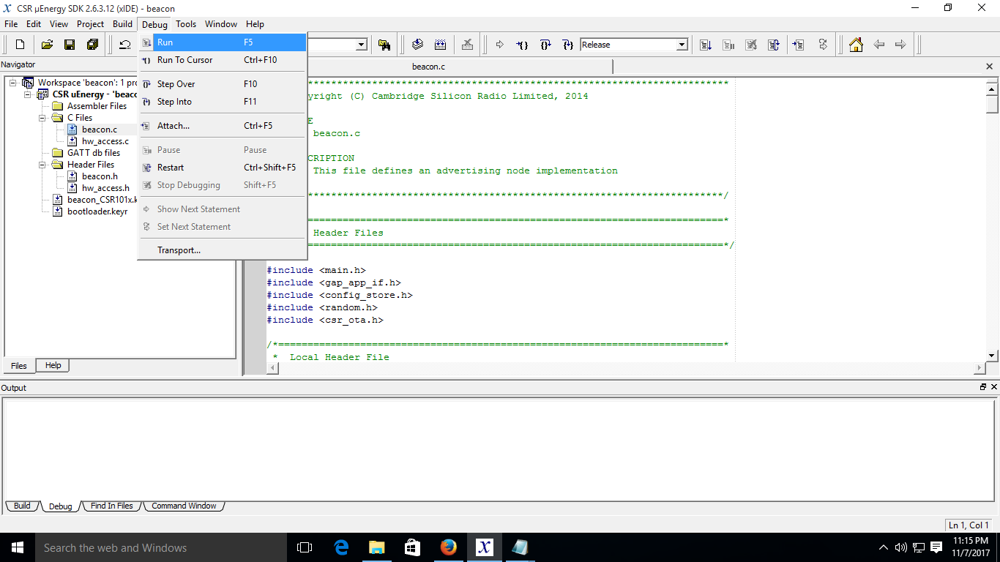 CSR µEnergy SDK 2.6.3.12 (xIDE) - beacon
File Edit View Project Build Debug Tools Window Help
Release
Navigator
beacon.c
Workspace 'beacon': 1 pro
CSR uEnergy - 'beaco
Assembler Files
C Files
beacon.c
hw_access.c
GATT db files
Header Files
beacon.h
hw_access.h
beacon_CSR101x.k
bootloader.keyr
Files Help
Run F5
Run To Cursor Ctrl+F10
Step Over F10
Step Into F11
Attach... Ctrl+F5
Pause Pause
Restart Ctrl+Shift+F5
Stop Debugging Shift+F5
Show Next Statement
Set Next Statement
Transport...
yright (C) Cambridge Silicon Radio Limited, 2014
E
beacon.c
CRIPTION
This file defines an advertising node implementation
Header Files
#include <main.h>
#include <gap_app_if.h>
#include <config_store.h>
#include <random.h>
#include <csr_ota.h>
* Local Header File
Output
Build Debug Find In Files Command Window
Ln 1, Col 1
Search the web and Windows
11:15 PM
11/7/2017